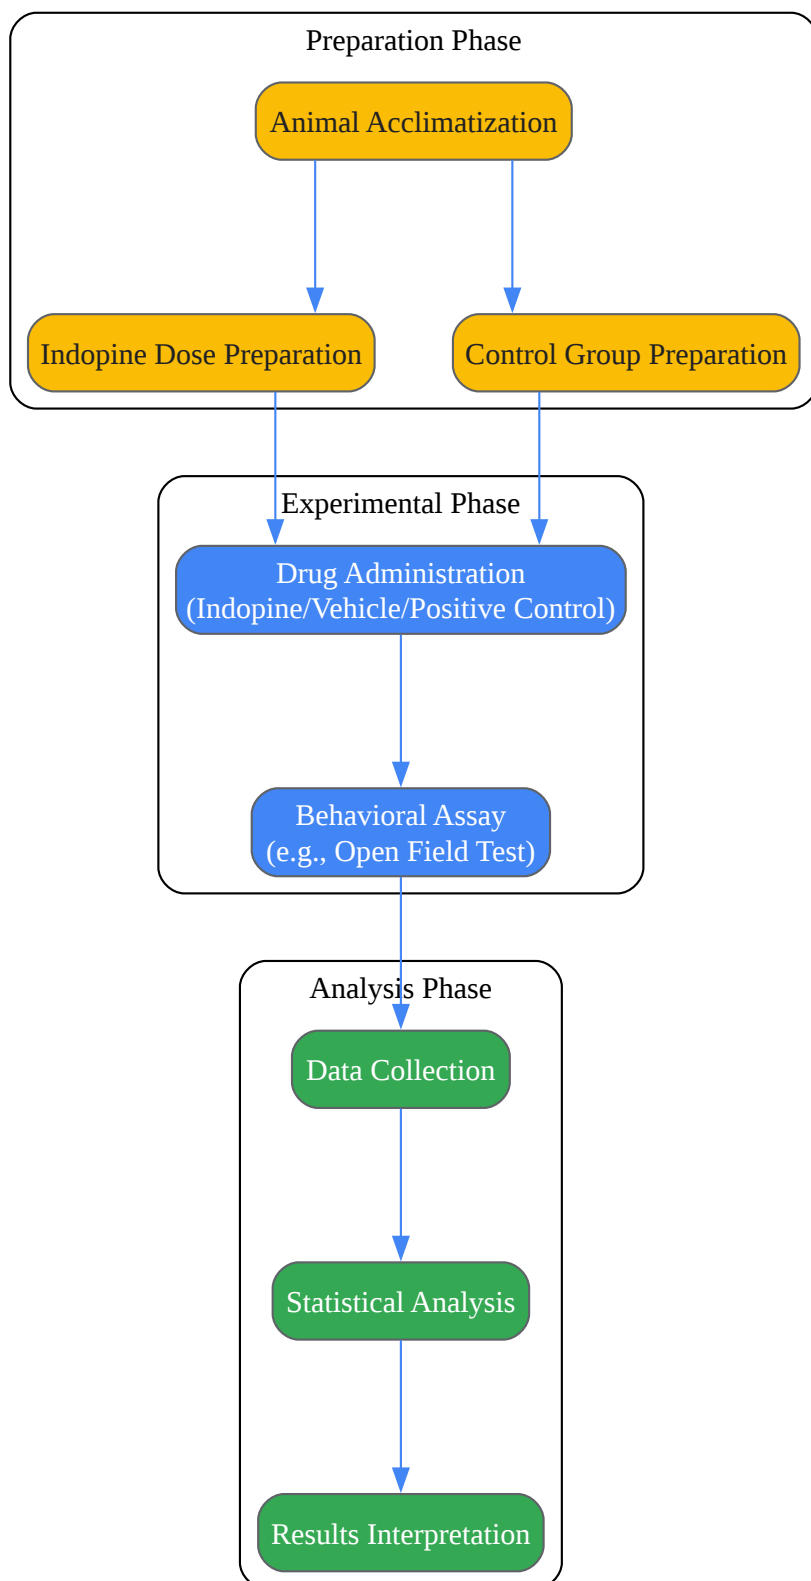 Preparation Phase
Animal Acclimatization
Indopine Dose Preparation
Control Group Preparation
Experimental Phase
Drug Administration
(Indopine/Vehicle/Positive Control)
Behavioral Assay
(e.g., Open Field Test)
Analysis Phase
Data Collection
Statistical Analysis
Results Interpretation